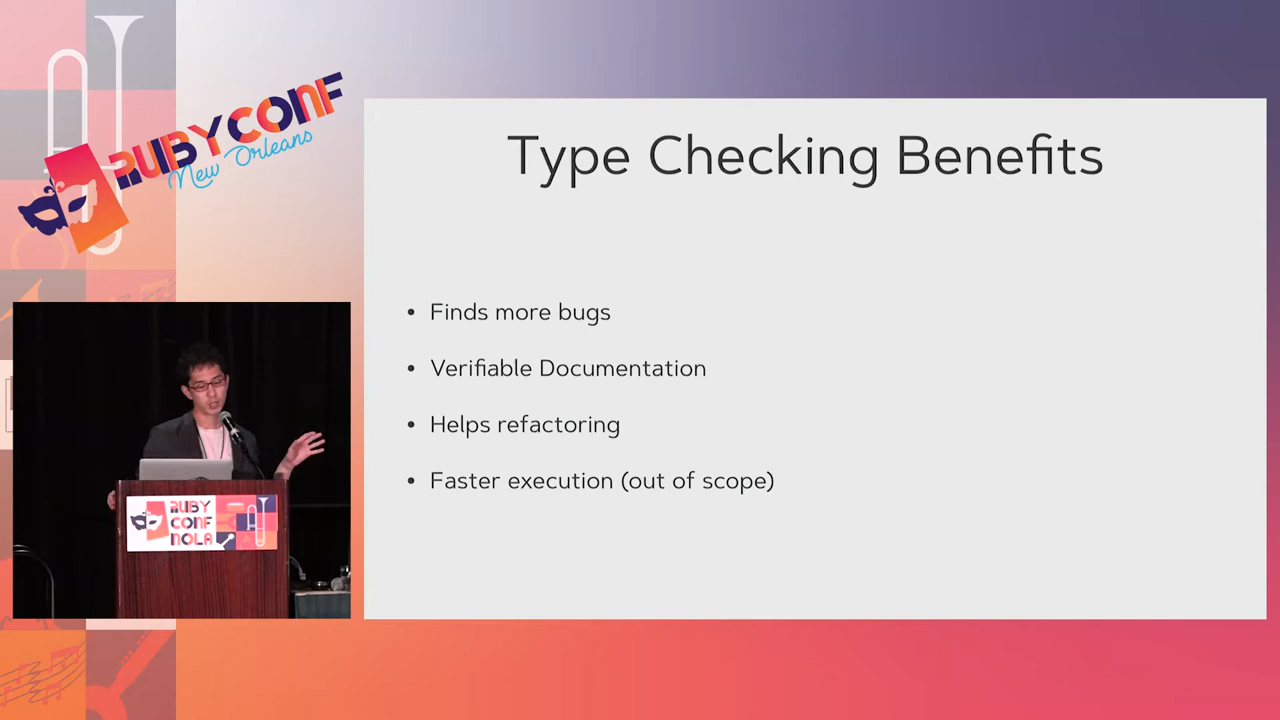 RUBYCONF
New Orleans
Type Checking Benefits
• Finds more bugs
• Verifiable Documentation
• Helps refactoring
• Faster execution (out of scope)
RUBY
CONF
NOLA